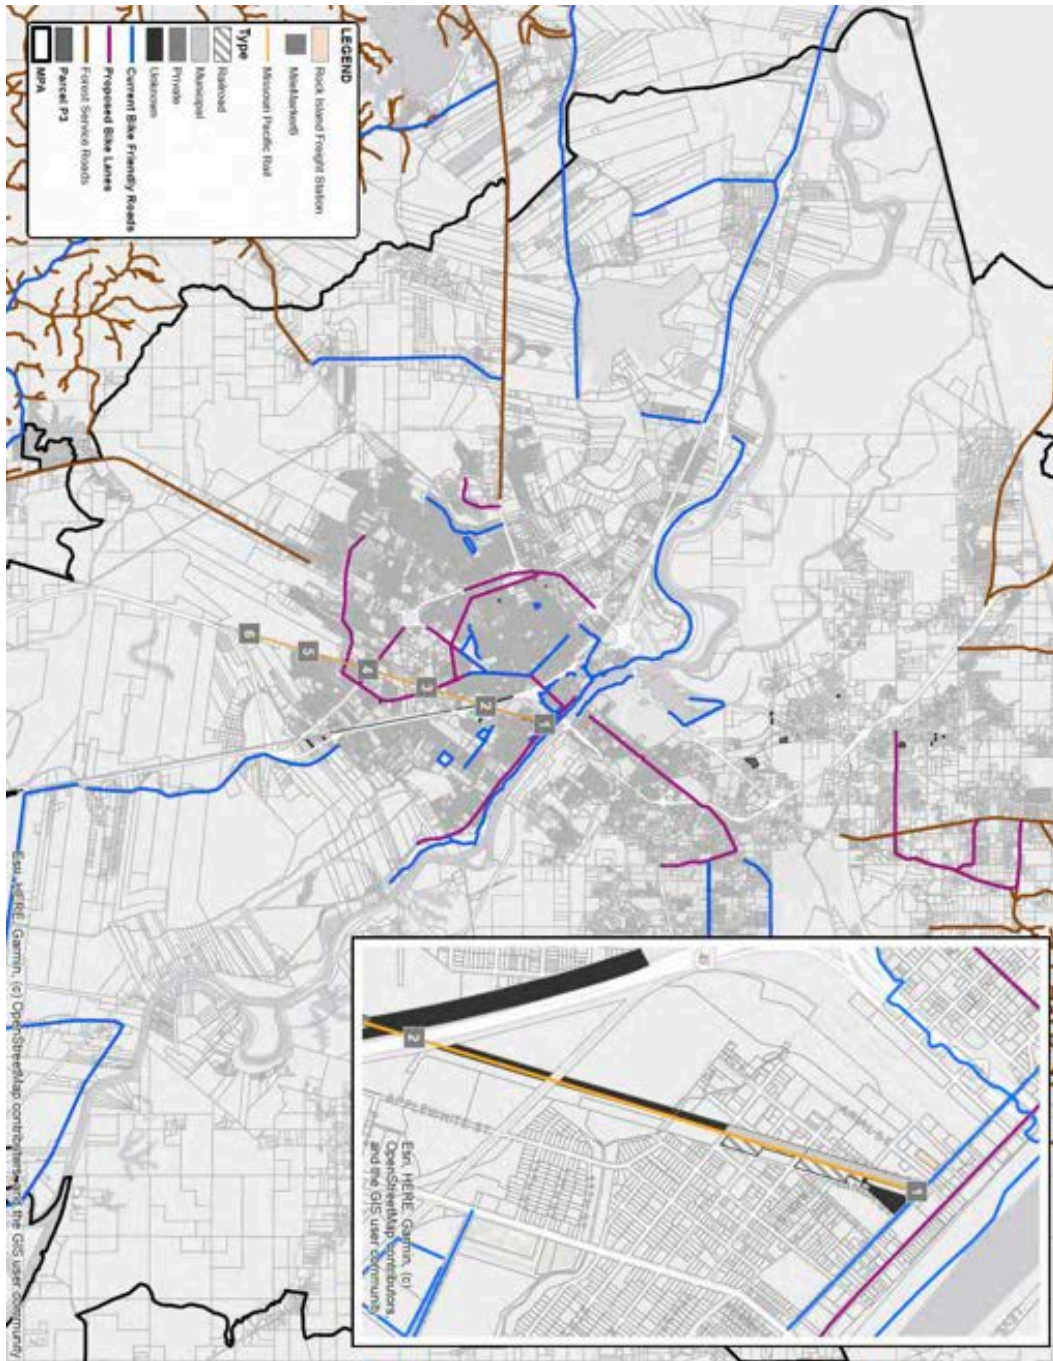 LEGEND
Rock Island Freight Station
MileMarker6
Missouri Pacific Rail
Type
Railroad
Municipal
Private
Unknown
Current Bike Friendly Roads
Proposed Bike Lanes
Forest Service Roads
Parcel P3
MPA
6
5
4
3
2
1
Esri, HERE, Garmin, (c) OpenStreetMap contributors, and the GIS user community
2
1
Esri, HERE, Garmin, (c)
OpenStreetMap contributors,
and the GIS user community